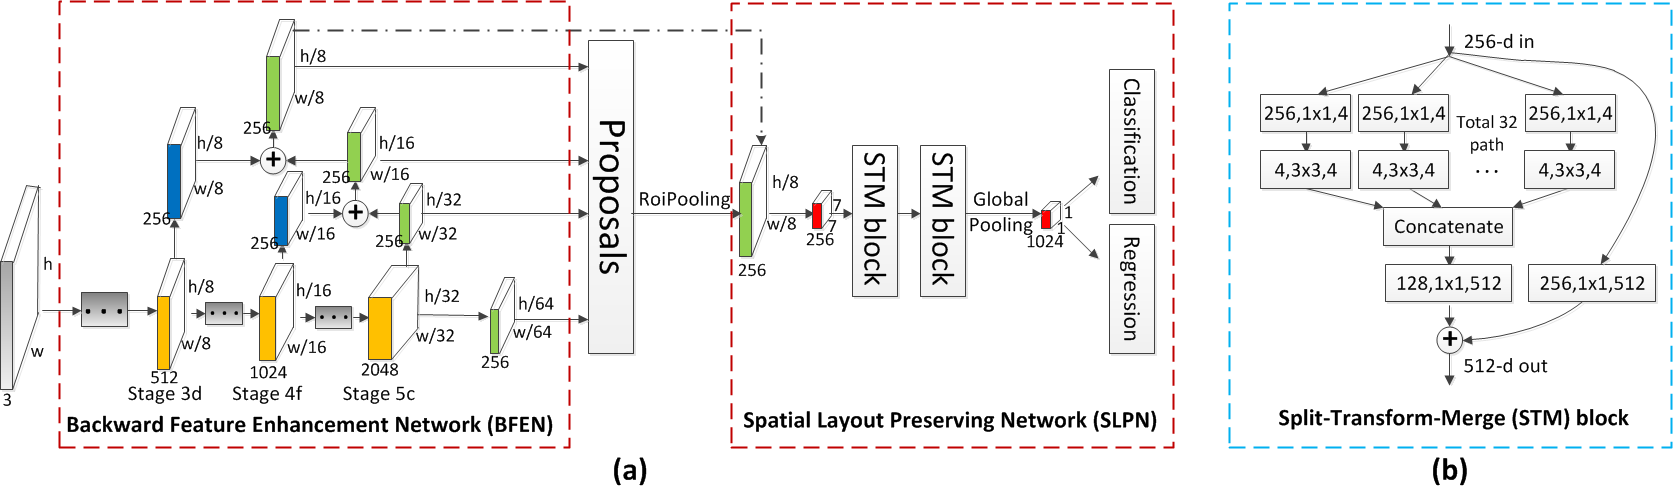 h/8
w/8
256
h/8
w/8
256
h/16
w/16
256
h/16
w/16
256
h/32
w/32
256
h
w
3
...
h/8
w/8
512
Stage 3d
...
h/16
w/16
1024
Stage 4f
...
h/32
w/32
2048
Stage 5c
h/64
w/64
256
Backward Feature Enhancement Network (BFEN)
Proposals
RoiPooling
h/8
w/8
256
7
7
256
STM block
STM block
Global
Pooling
1
1
1024
Classification
Regression
Spatial Layout Preserving Network (SLPN)
(a)
256-d in
256,1x1,4
256,1x1,4
256,1x1,4
Total 32
path
...
4,3x3,4
4,3x3,4
4,3x3,4
Concatenate
128,1x1,512
256,1x1,512
512-d out
Split-Transform-Merge (STM) block
(b)